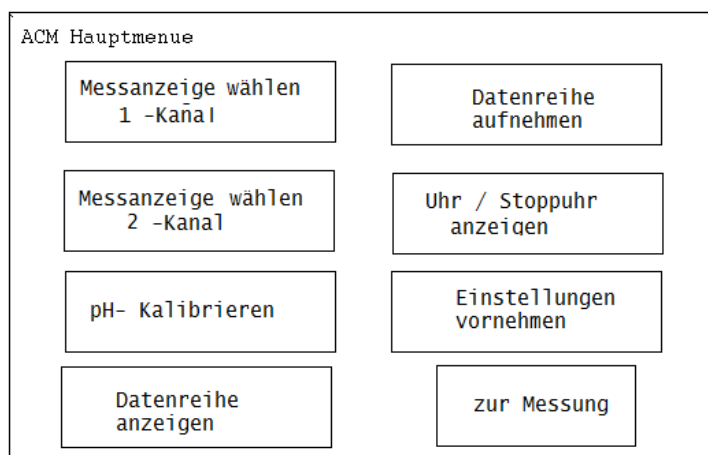 ACM Hauptmenue
Messanzeige wählen
1 -Kanal
Datenreihe
aufnehmen
Messanzeige wählen
2 -Kanal
Uhr / Stoppuhr
anzeigen
pH- Kalibrieren
Einstellungen
vornehmen
Datenreihe
anzeigen
zur Messung